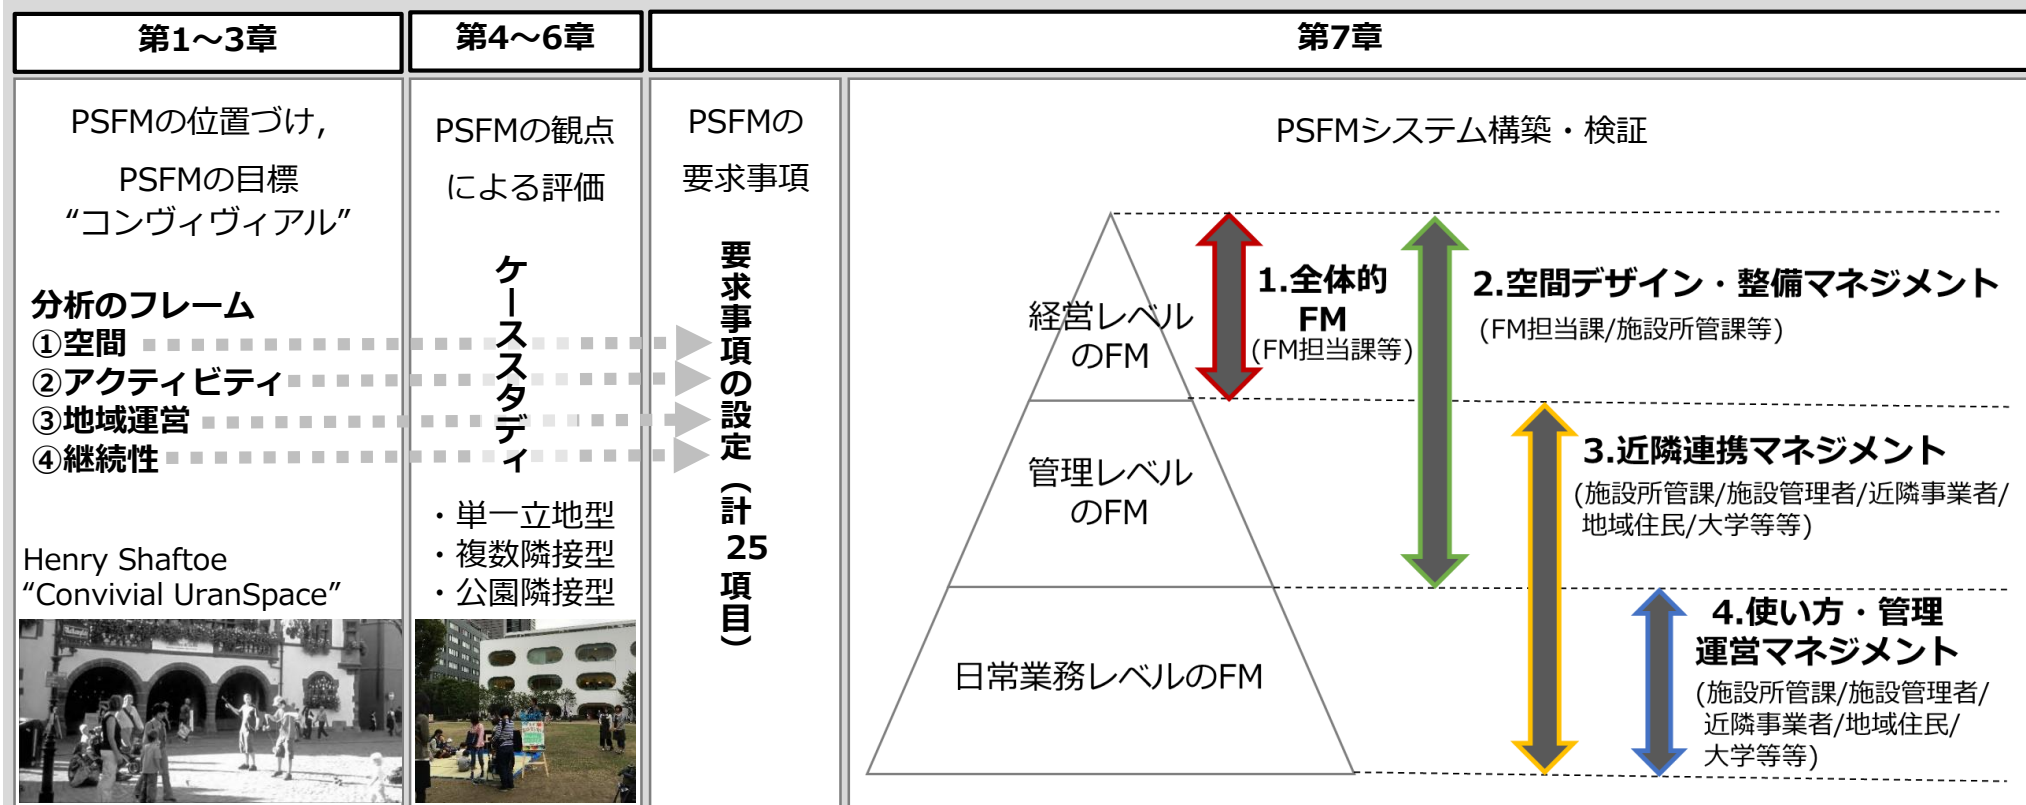 第1～3章
第4～6章
第7章
PSFMの位置づけ,
PSFMの目標
“コンヴィヴィアル”
分析のフレーム
①空間
②アクティビティ
③地域運営
④継続性
Henry Shaftoe
“Convivial UranSpace”
PSFMの観点
による評価
ケーススタディ
・単一立地型
・複数隣接型
・公園隣接型
PSFMの
要求事項
要求事項の設定（計25項目）
PSFMシステム構築・検証
経営レベル
のFM
管理レベル
のFM
日常業務レベルのFM
1.全体的
FM
(FM担当課等)
2.空間デザイン・整備マネジメント
(FM担当課/施設所管課等)
3.近隣連携マネジメント
(施設所管課/施設管理者/近隣事業者/
地域住民/大学等等)
4.使い方・管理
運営マネジメント
(施設所管課/施設管理者/
近隣事業者/地域住民/
大学等等)